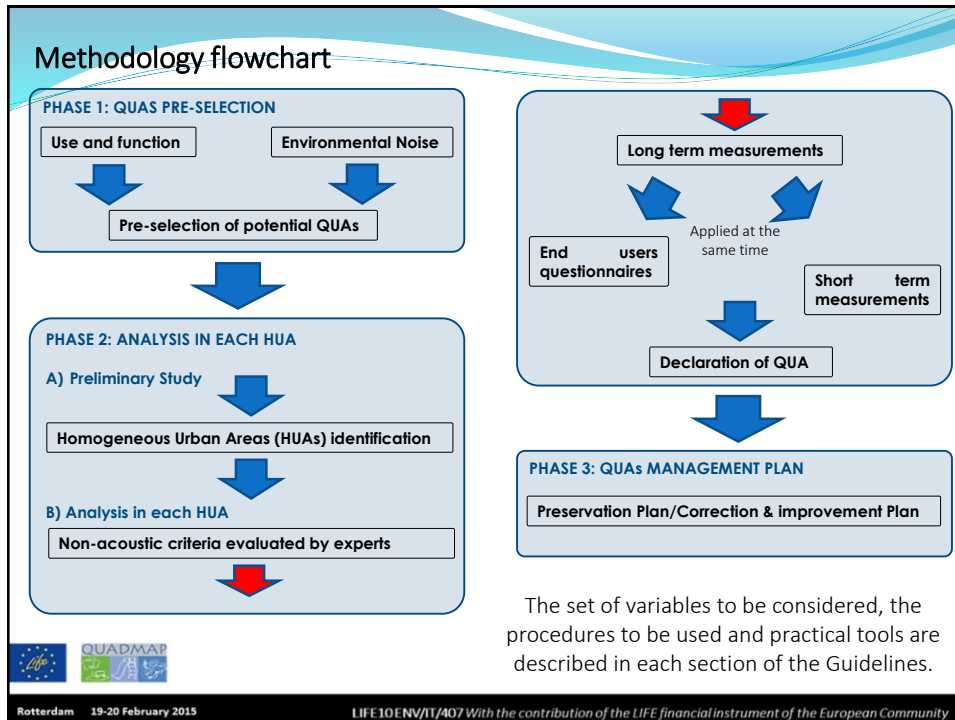 Methodology flowchart
PHASE 1: QUAS PRE-SELECTION
Use and function
Environmental Noise
Pre-selection of potential QUAs
PHASE 2: ANALYSIS IN EACH HUA
A) Preliminary Study
Homogeneous Urban Areas (HUAs) identification
B) Analysis in each HUA
Non-acoustic criteria evaluated by experts
Long term measurements
Applied at the
same time
End users
questionnaires
Short term
measurements
Declaration of QUA
PHASE 3: QUAs MANAGEMENT PLAN
Preservation Plan/Correction & improvement Plan
The set of variables to be considered, the
procedures to be used and practical tools are
described in each section of the Guidelines.
Life
QUADMAP
Rotterdam 19-20 February 2015
LIFE10ENV/IT/407 With the contribution of the LIFE financial instrument of the European Community